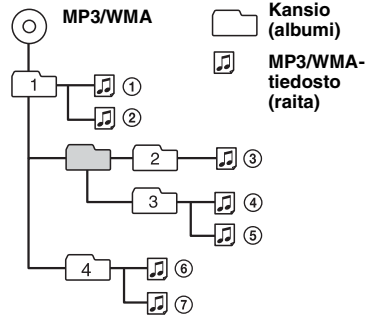 MP3/WMA
Kansio
(albumi)
MP3/WMA-
tiedosto
(raita)
1
①
②
2
③
3
④
⑤
4
⑥
⑦